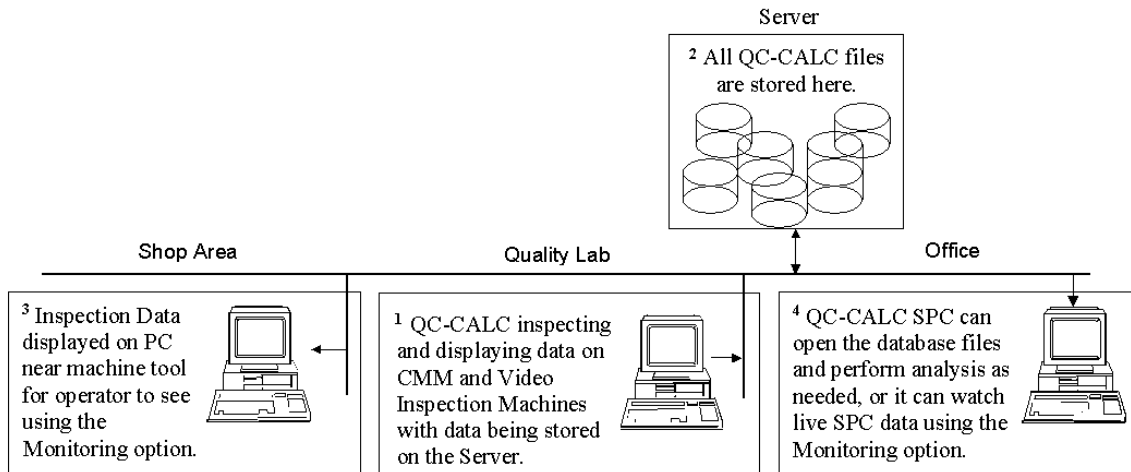 Server
2 All QC-CALC files
are stored here.
Shop Area
Quality Lab
Office
3 Inspection Data
displayed on PC
near machine tool
for operator to see
using the
Monitoring option.
1 QC-CALC inspecting
and displaying data on
CMM and Video
Inspection Machines
with data being stored
on the Server.
4 QC-CALC SPC can
open the database files
and perform analysis as
needed, or it can watch
live SPC data using the
Monitoring option.